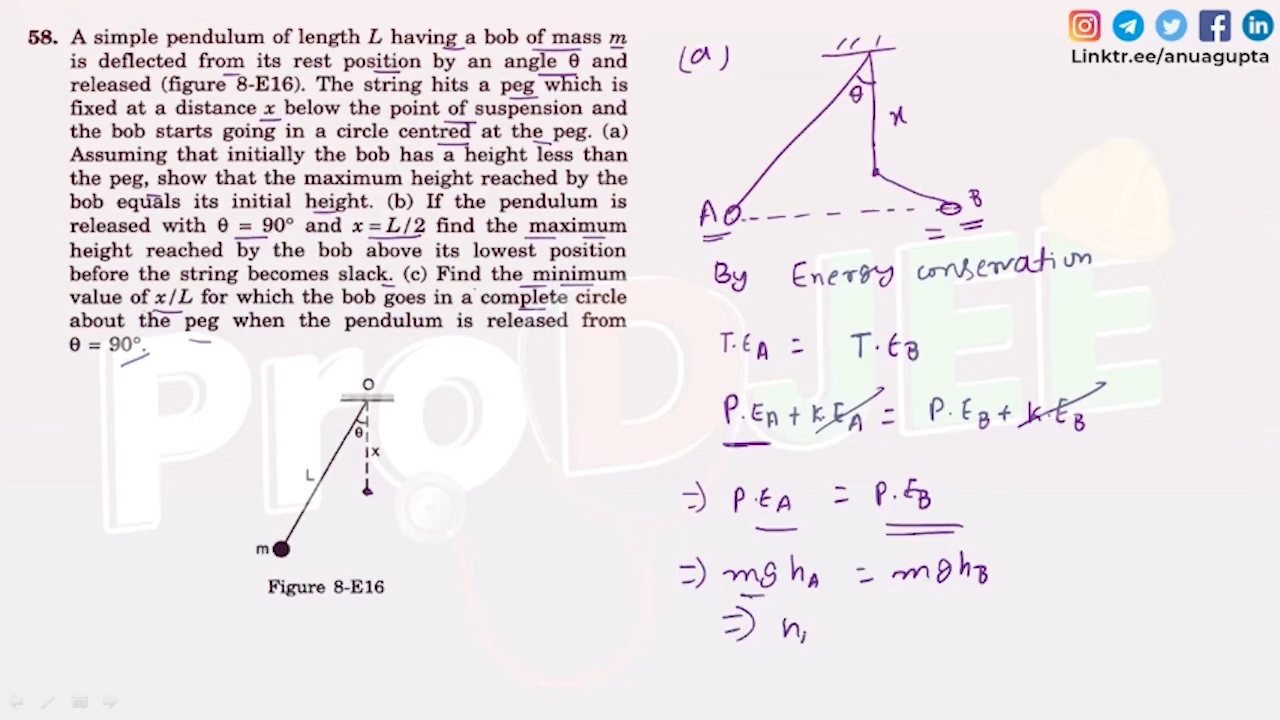 58. A simple pendulum of length L having a bob of mass m
is deflected from its rest position by an angle θ and
released (figure 8-E16). The string hits a peg which is
fixed at a distance x below the point of suspension and
the bob starts going in a circle centred at the peg. (a)
Assuming that initially the bob has a height less than
the peg, show that the maximum height reached by the
bob equals its initial height. (b) If the pendulum is
released with θ = 90° and x = L/2 find the maximum
height reached by the bob above its lowest position
before the string becomes slack. (c) Find the minimum
value of x/L for which the bob goes in a complete circle
about the peg when the pendulum is released from
θ = 90°.
O
θ
x
L
m
Figure 8-E16
Linktr.ee/anuagupta
(a)
θ
x
A
B
By Energy conservation
T.E_A = T.E_B
P.E_A + K.E_A = P.E_B + K.E_B
=) P.E_A = P.E_B
=) mg h_A = mg h_B
=) h
ProDJEE